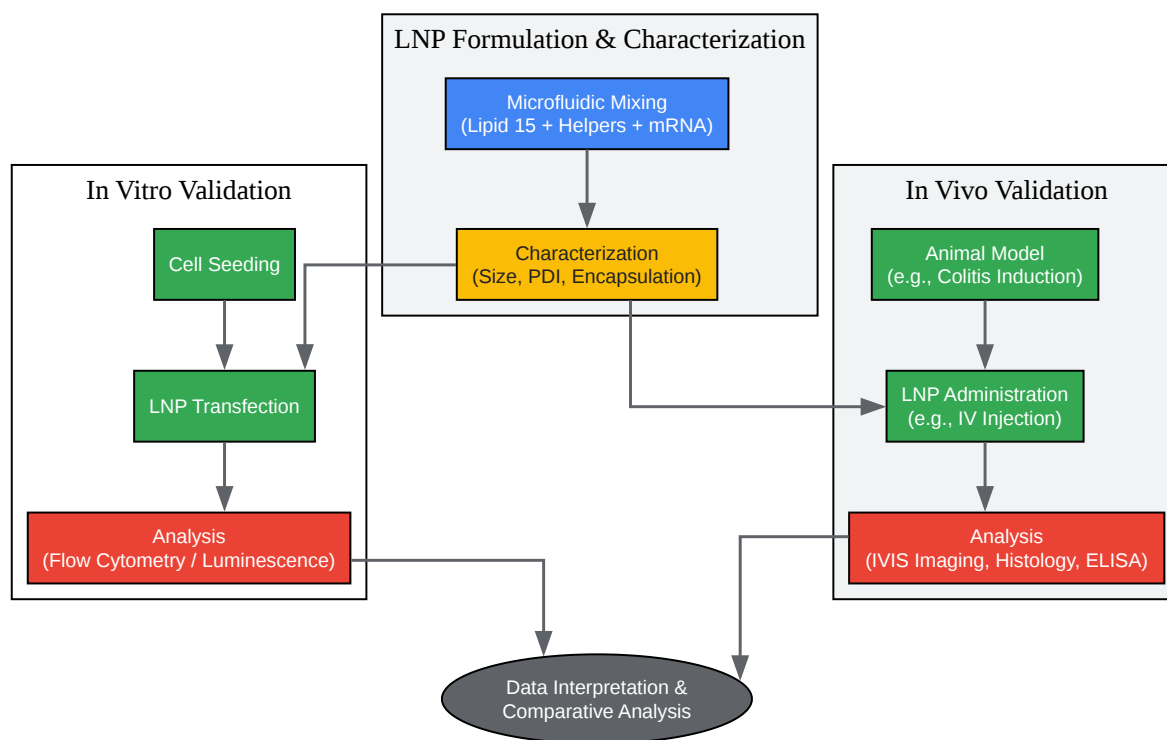 LNP Formulation & Characterization
Microfluidic Mixing
(Lipid 15 + Helpers + mRNA)
Characterization
(Size, PDI, Encapsulation)
In Vitro Validation
Cell Seeding
LNP Transfection
Analysis
(Flow Cytometry / Luminescence)
In Vivo Validation
Animal Model
(e.g., Colitis Induction)
LNP Administration
(e.g., IV Injection)
Analysis
(IVIS Imaging, Histology, ELISA)
Data Interpretation &
Comparative Analysis